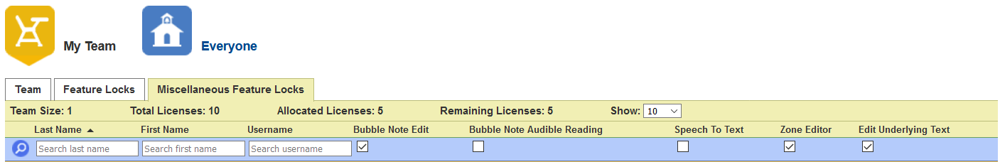 My Team Everyone
Team Feature Locks Miscellaneous Feature Locks
Team Size: 1 Total Licenses: 10 Allocated Licenses: 5 Remaining Licenses: 5 Show: 10
Last Name First Name Username Bubble Note Edit Bubble Note Audible Reading Speech To Text Zone Editor Edit Underlying Text
Search last name Search first name Search username